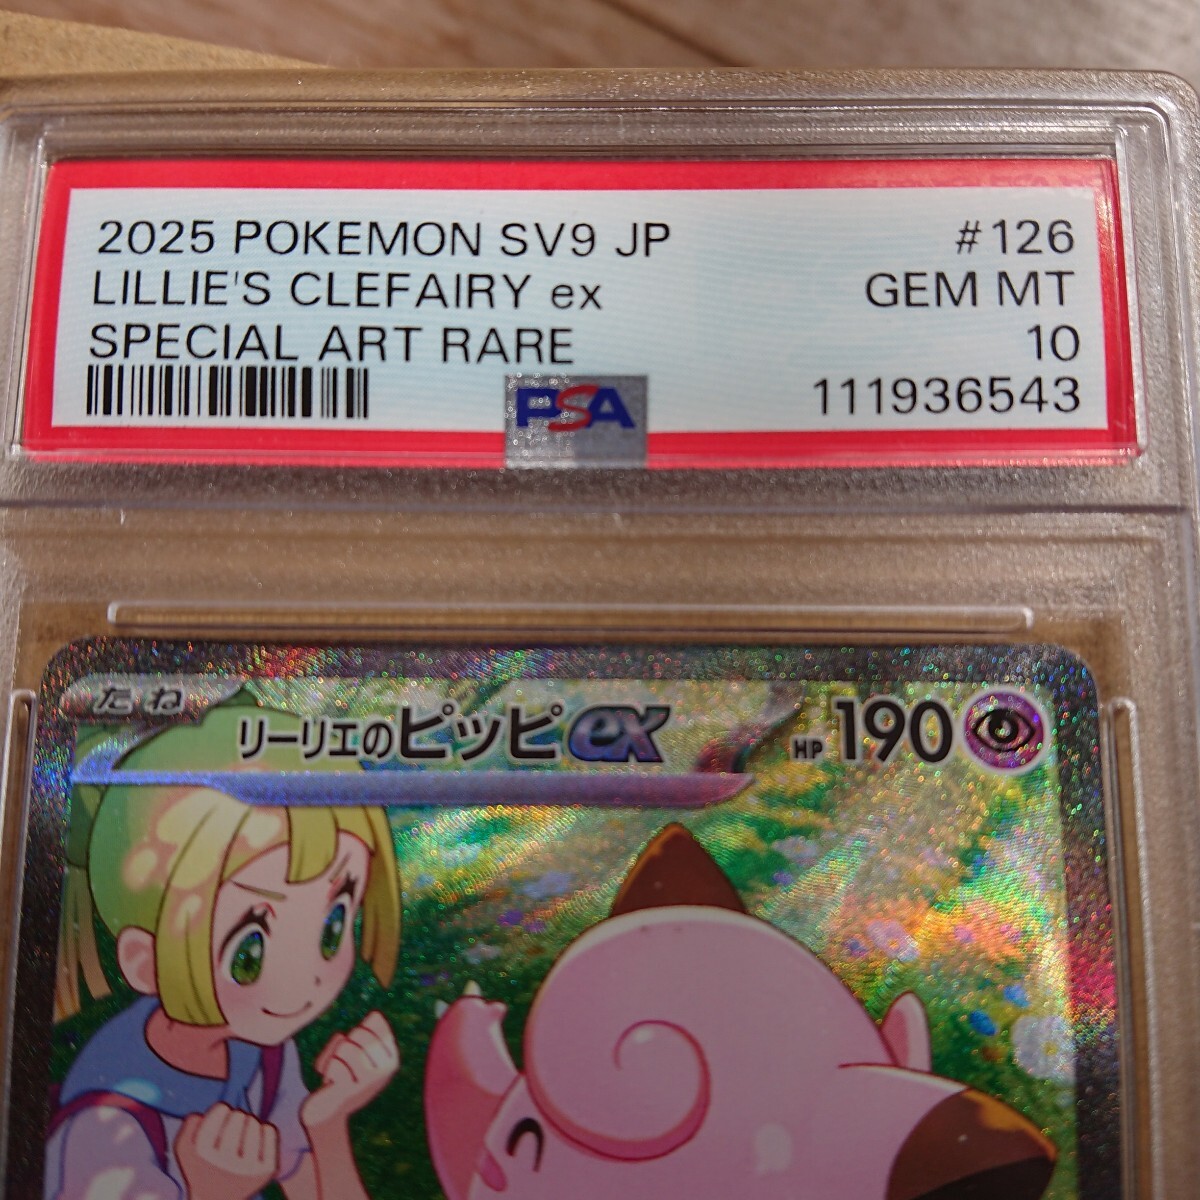 2025 POKEMON SV9 JP #126
LILLIE'S CLEFAIRY ex GEM MT
SPECIAL ART RARE 10
PSA 111936543
たね リーリエのピッピex HP 190